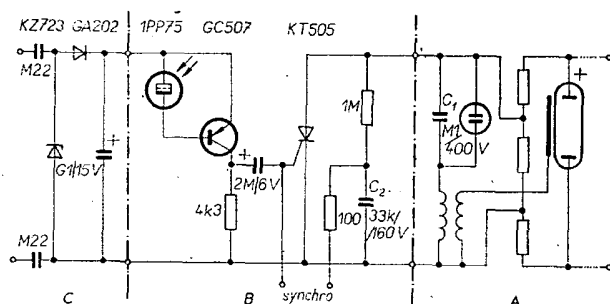 KZ723 GA202 1PP75 GC507 KT505
M22
G1/15V
+
M22
+
2M/6V
4k3
1M
100
C2
33k/
/160V
C1
M1
400V
+
synchro
C B A